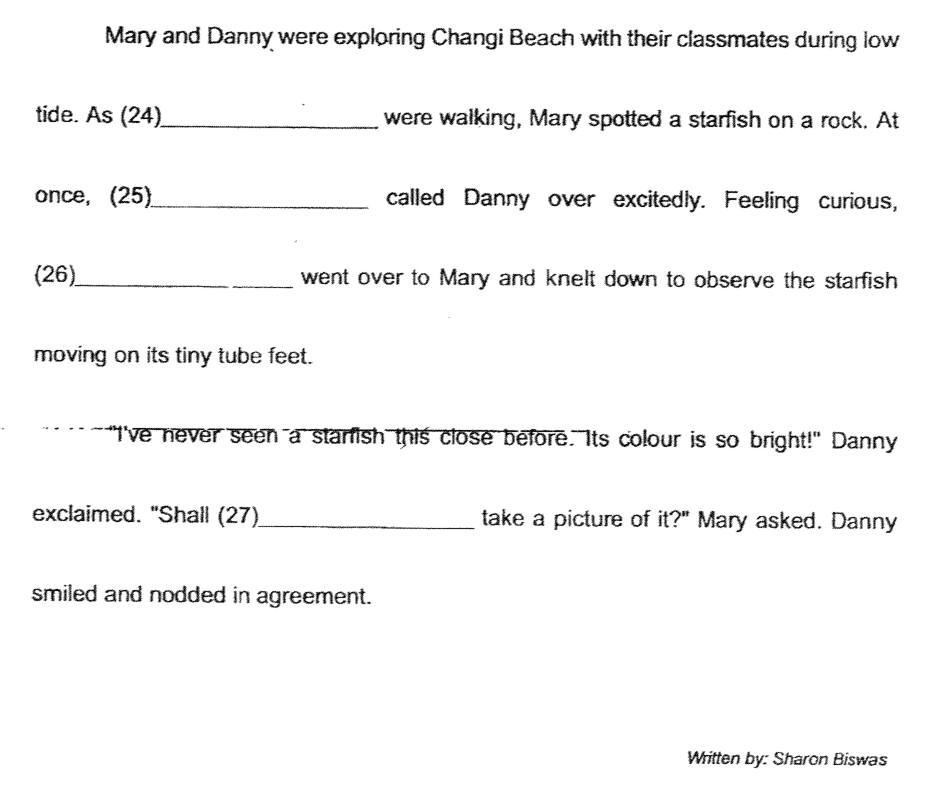 Mary and Danny were exploring Changi Beach with their classmates during low
tide. As (24)____________________ were walking, Mary spotted a starfish on a rock. At
once, (25)____________________ called Danny over excitedly. Feeling curious,
(26)____________________ went over to Mary and knelt down to observe the starfish
moving on its tiny tube feet.
"I've never seen a starfish this close before. Its colour is so bright!" Danny
exclaimed. "Shall (27)____________________ take a picture of it?" Mary asked. Danny
smiled and nodded in agreement.
Written by: Sharon Biswas